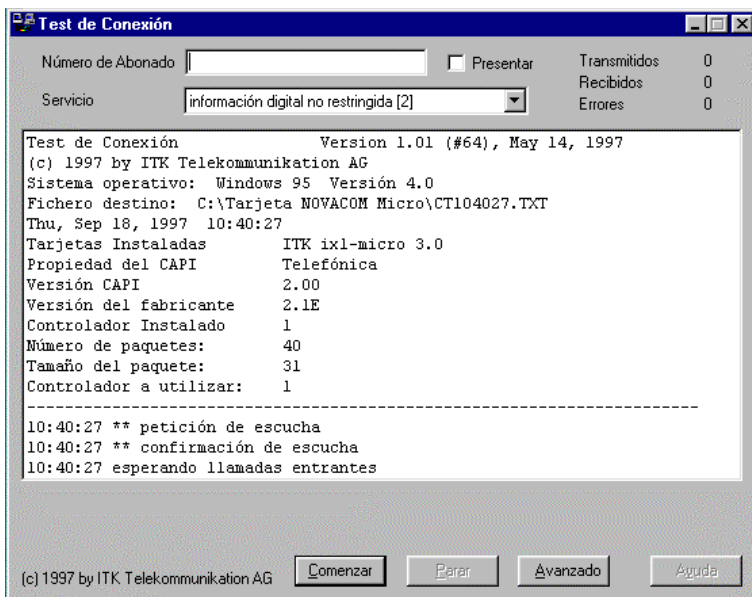 Test de Conexión
Número de Abonado
Presentar
Transmitidos 0
Recibidos 0
Servicio
información digital no restringida [2]
Errores 0
Test de Conexión Version 1.01 (#64), May 14, 1997
(c) 1997 by ITK Telekommunikation AG
Sistema operativo: Windows 95 Versión 4.0
Fichero destino: C:\Tarjeta NOVACOM Micro\CT104027.TXT
Thu, Sep 18, 1997 10:40:27
Tarjetas Instaladas ITK ixl-micro 3.0
Propiedad del CAPI Telefónica
Versión CAPI 2.00
Versión del fabricante 2.1E
Controlador Instalado 1
Número de paquetes: 40
Tamaño del paquete: 31
Controlador a utilizar: 1
------------------------------------------------------------------------
10:40:27 ** petición de escucha
10:40:27 ** confirmación de escucha
10:40:27 esperando llamadas entrantes
(c) 1997 by ITK Telekommunikation AG
Comenzar
Parar
Avanzado
Ayuda